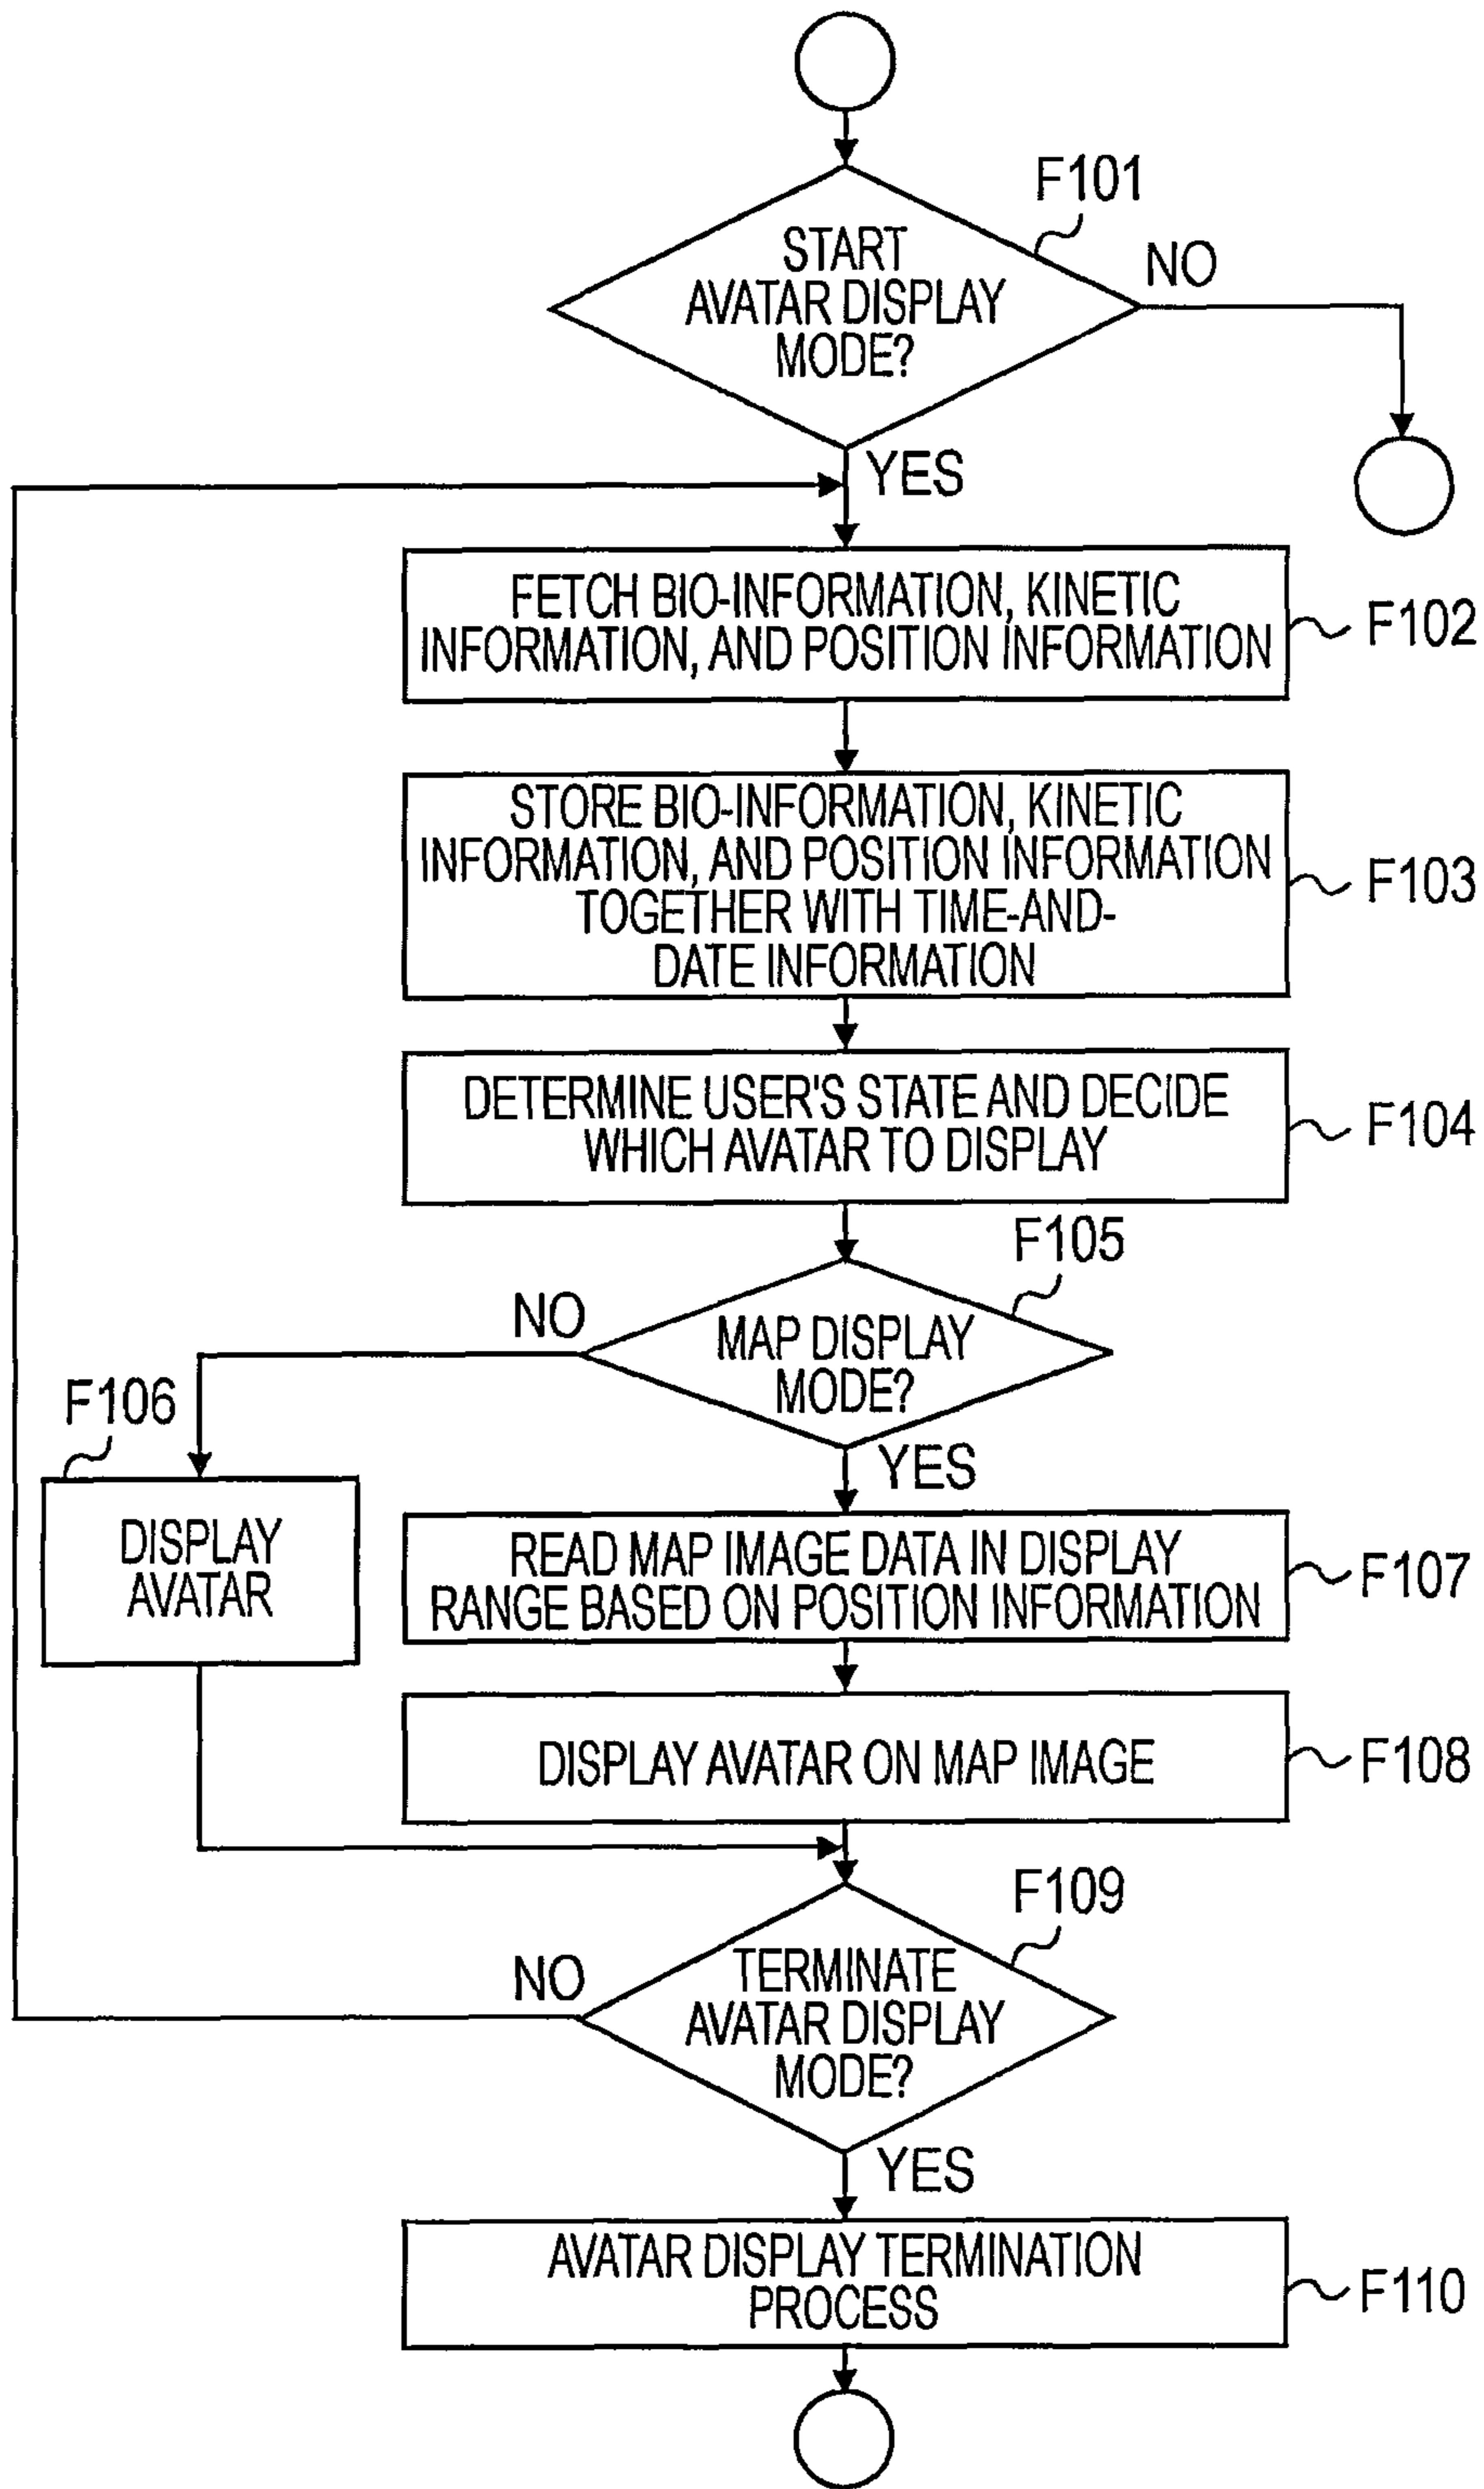 F101
START
AVATAR DISPLAY
MODE?
NO
YES
FETCH BIO-INFORMATION, KINETIC
INFORMATION, AND POSITION INFORMATION
F102
STORE BIO-INFORMATION, KINETIC
INFORMATION, AND POSITION INFORMATION
TOGETHER WITH TIME-AND-
DATE INFORMATION
F103
DETERMINE USER'S STATE AND DECIDE
WHICH AVATAR TO DISPLAY
F104
F105
MAP DISPLAY
MODE?
NO
YES
F106
DISPLAY
AVATAR
READ MAP IMAGE DATA IN DISPLAY
RANGE BASED ON POSITION INFORMATION
F107
DISPLAY AVATAR ON MAP IMAGE
F108
F109
TERMINATE
AVATAR DISPLAY
MODE?
NO
YES
AVATAR DISPLAY TERMINATION
PROCESS
F110